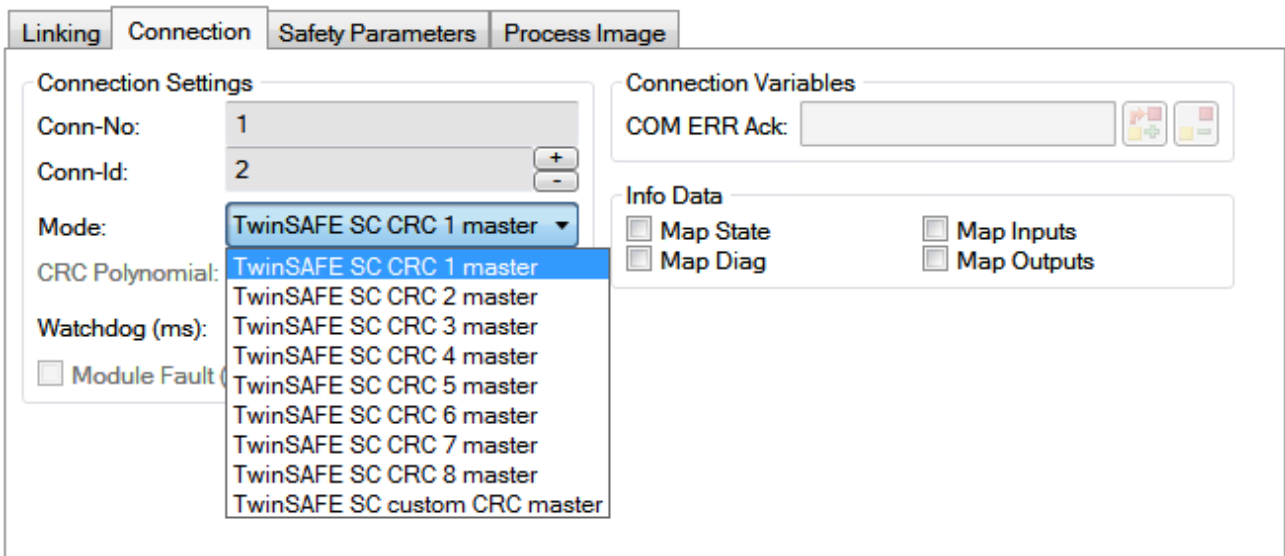 Linking Connection Safety Parameters Process Image
Connection Settings
Conn-No: 1
Conn-Id: 2
+
-
Mode: TwinSAFE SC CRC 1 master
CRC Polynomial:
Watchdog (ms):
Module Fault (
TwinSAFE SC CRC 1 master
TwinSAFE SC CRC 2 master
TwinSAFE SC CRC 3 master
TwinSAFE SC CRC 4 master
TwinSAFE SC CRC 5 master
TwinSAFE SC CRC 6 master
TwinSAFE SC CRC 7 master
TwinSAFE SC CRC 8 master
TwinSAFE SC custom CRC master
Connection Variables
COM ERR Ack:
Info Data
Map State Map Inputs
Map Diag Map Outputs